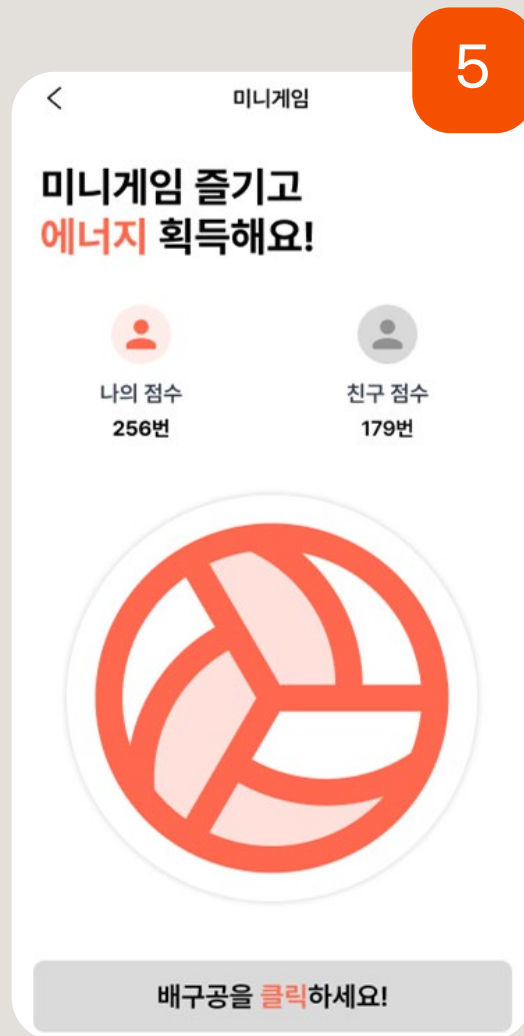 5
미니게임
미니게임 즐기고
에너지 획득해요!
나의 점수
친구 점수
256번
179번
배구공을 클릭하세요!